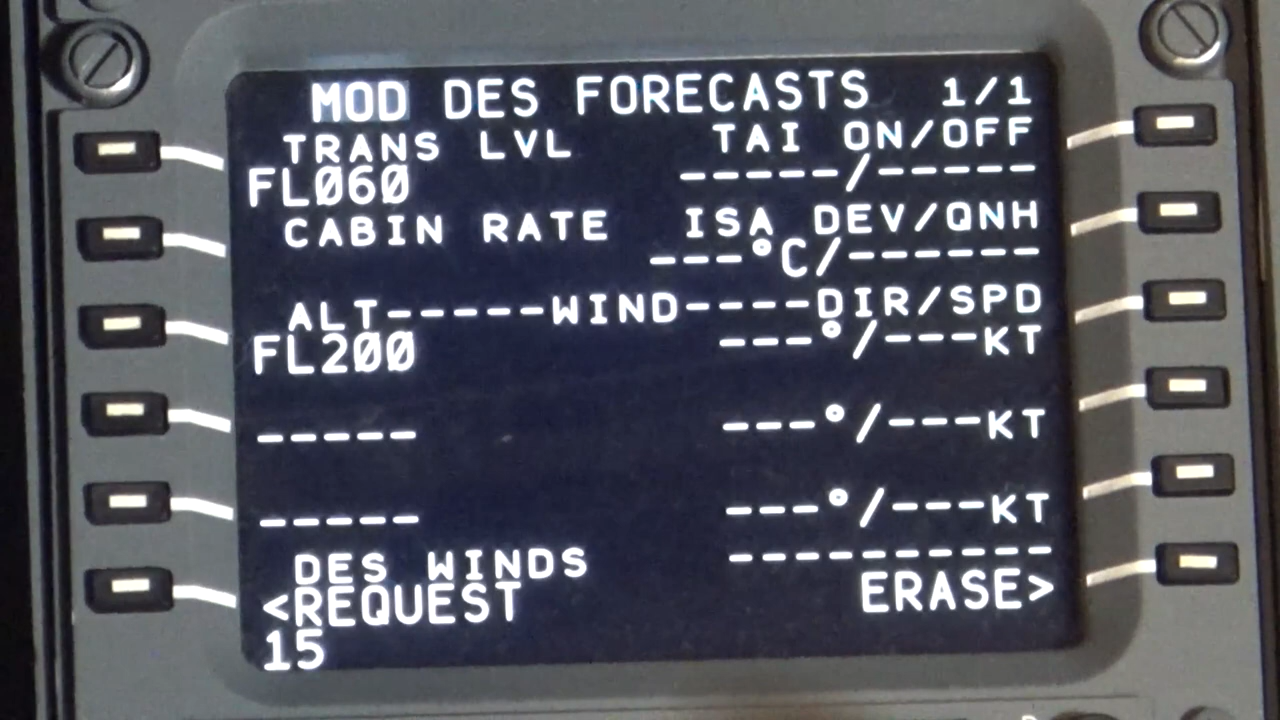 MOD DES FORECASTS 1/1
TRANS LVL TAI ON/OFF
FL060 -----/-----
CABIN RATE ISA DEV/QNH
---°C/------
ALT-----WIND----DIR/SPD
FL200 ---°/---KT
----- ---°/---KT
----- ---°/---KT
DES WINDS ----------
<REQUEST ERASE>
15